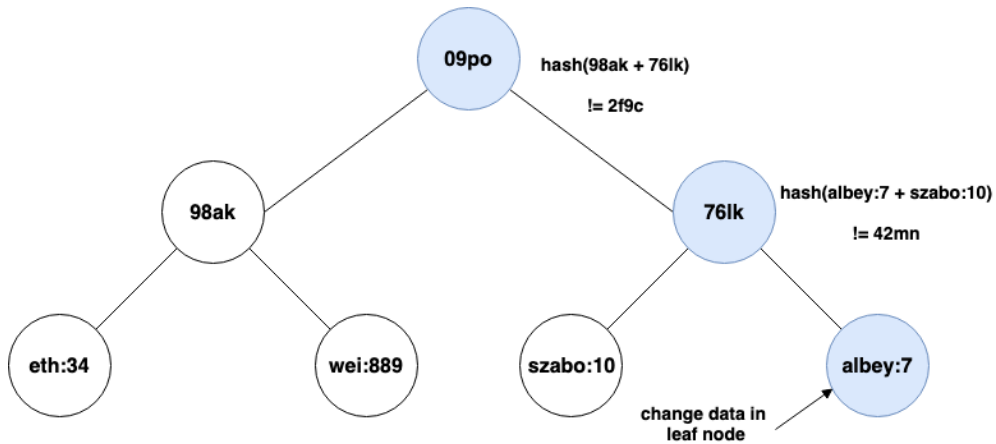 09po
hash(98ak + 76lk)
!= 2f9c
98ak
76lk
hash(albey:7 + szabo:10)
!= 42mn
eth:34
wei:889
szabo:10
albey:7
change data in
leaf node